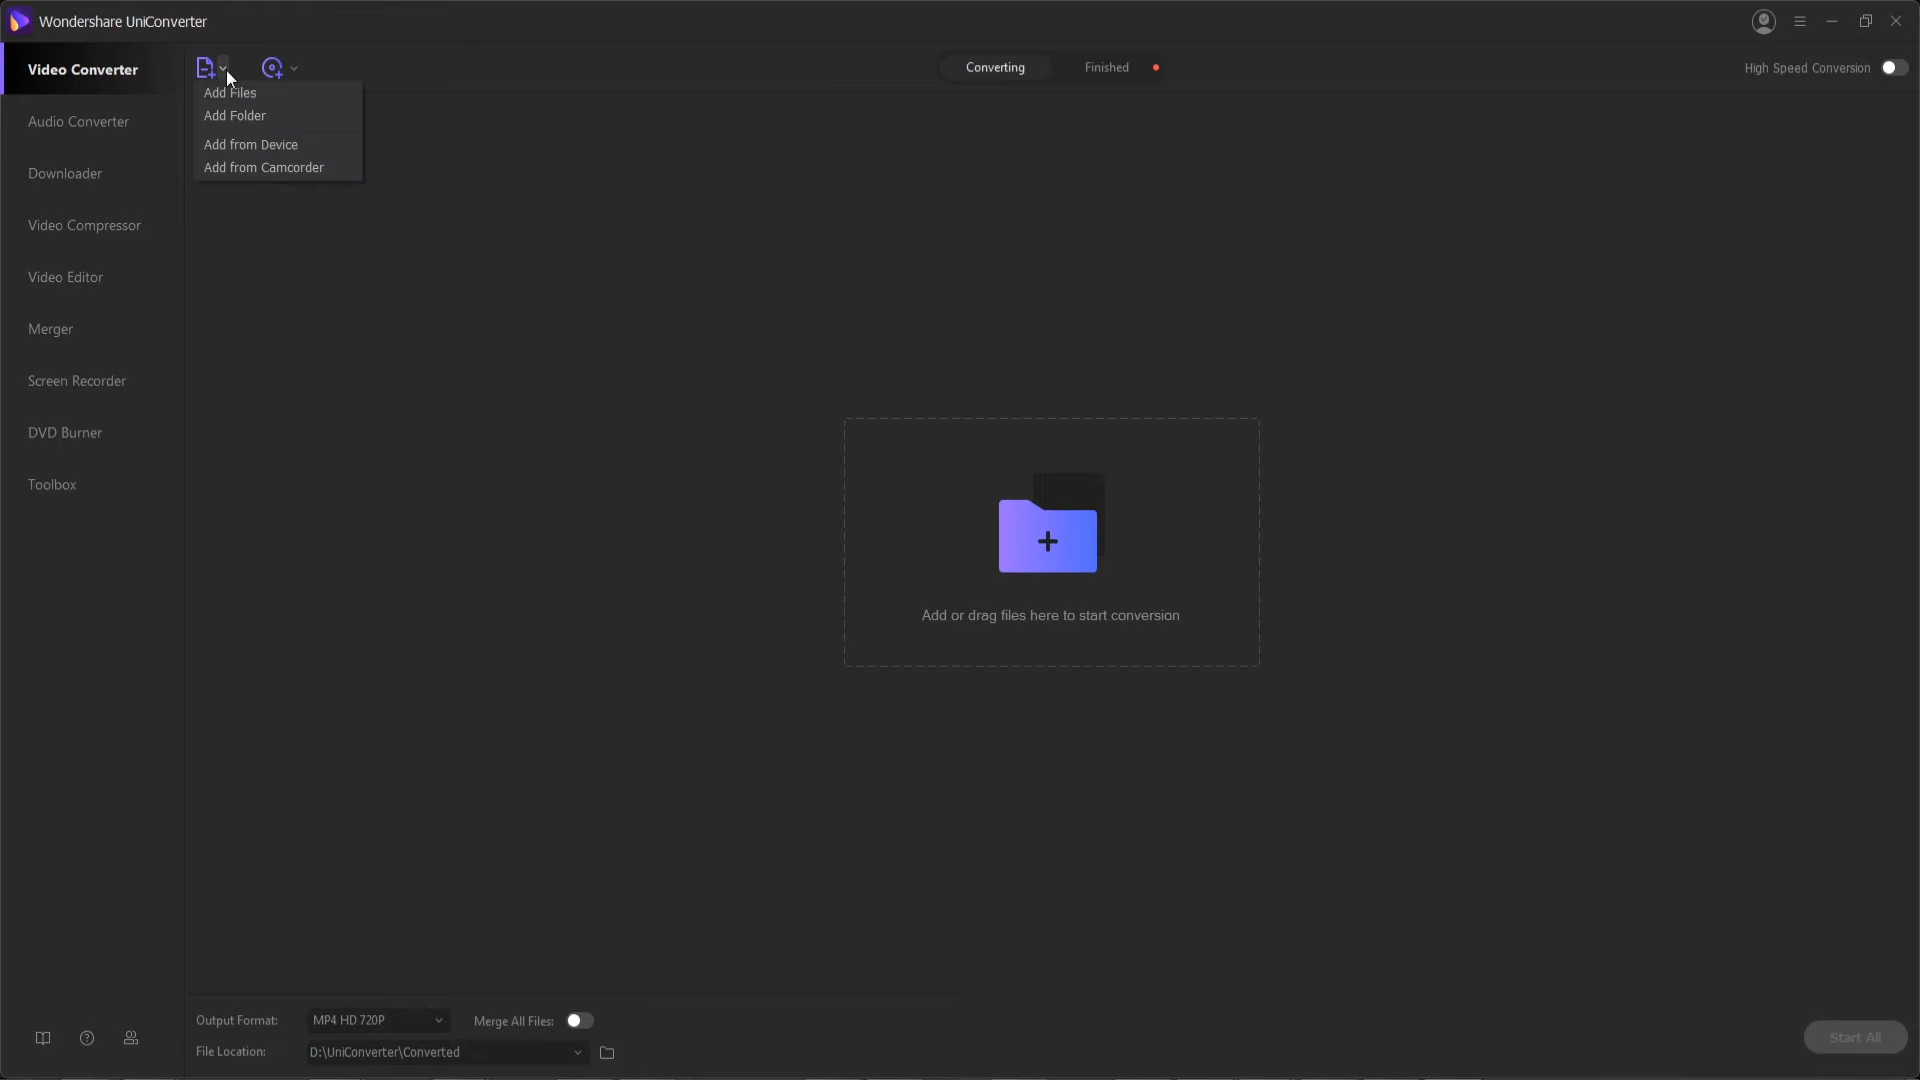 Wondershare UniConverter
Video Converter
Converting
Finished
High Speed Conversion
Add Files
Add Folder
Add from Device
Add from Camcorder
Audio Converter
Downloader
Video Compressor
Video Editor
Merger
Screen Recorder
DVD Burner
Toolbox
Add or drag files here to start conversion
Output Format:
MP4 HD 720P
Merge All Files:
File Location:
D:\UniConverter\Converted
Start All